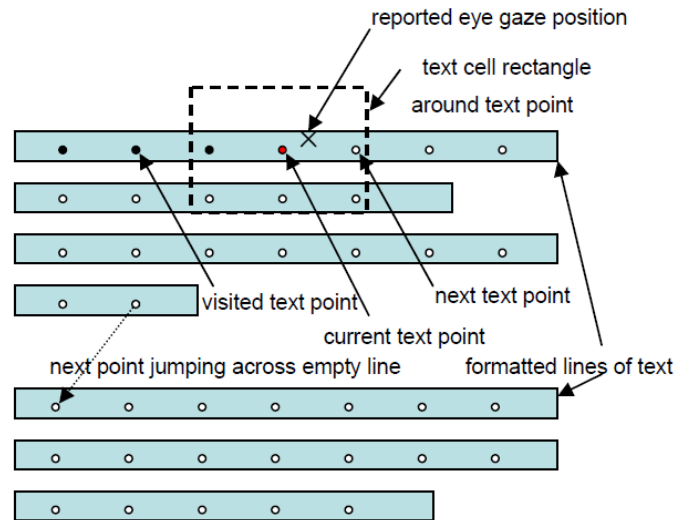 reported eye gaze position
text cell rectangle
around text point
visited text point
next text point
current text point
next point jumping across empty line
formatted lines of text